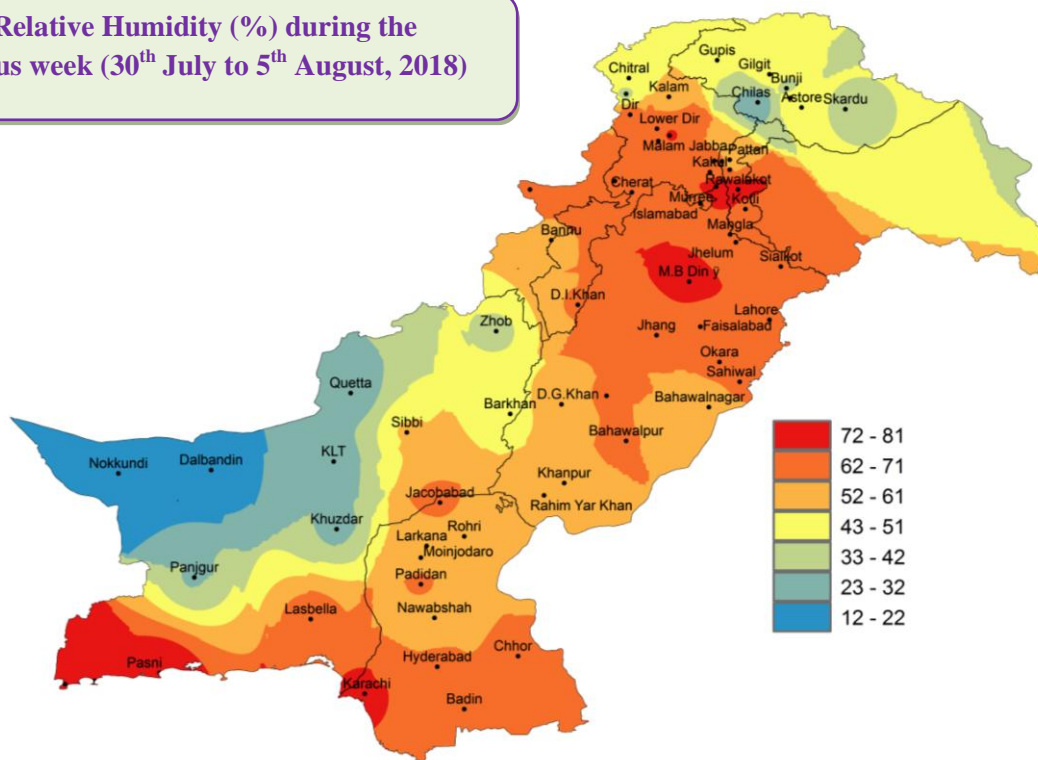 Relative Humidity (%) during the
us week (30th July to 5th August, 2018)
Gupis
Gilgit
Chitral
Bunji
Kalam
Chilas
Astore
Skardu
Dir
Lower Dir
Malam Jabbar
Pattan
Kakul
Cherat
Rawalakot
Murree
Kotli
Islamabad
Bannu
Mangla
Jhelum
Sialkot
M.B Din ÿ
D.I.Khan
Zhob
Lahore
Jhang
Faisalabad
Okara
Sahiwal
Quetta
D.G.Khan
Bahawalnagar
Barkhan
Sibbi
Bahawalpur
72 - 81
KLT
Nokkundi
Dalbandin
62 - 71
Khanpur
Jacobabad
52 - 61
Rahim Yar Khan
Khuzdar
Rohri
43 - 51
Larkana
Moinjodaro
33 - 42
Panjgur
Padidan
23 - 32
Lasbella
Nawabshah
12 - 22
Chhor
Pasni
Hyderabad
Karachi
Badin